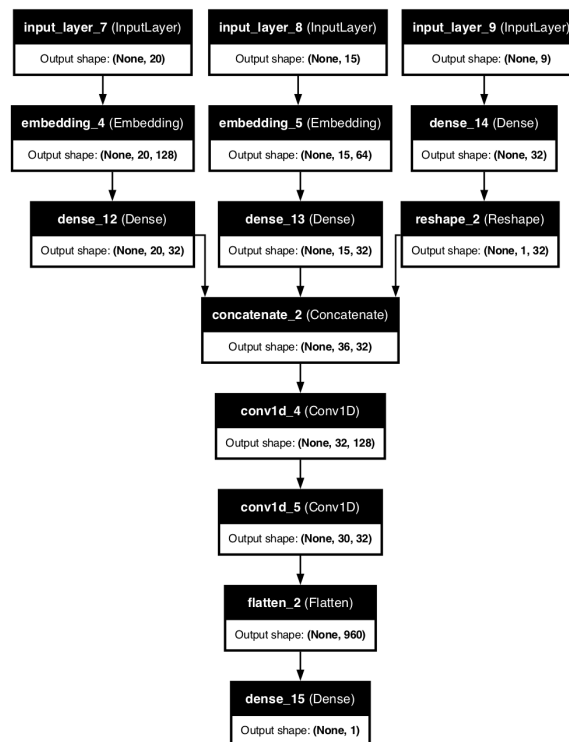 input_layer_7 (InputLayer)
Output shape: (None, 20)
input_layer_8 (InputLayer)
Output shape: (None, 15)
input_layer_9 (InputLayer)
Output shape: (None, 9)
embedding_4 (Embedding)
Output shape: (None, 20, 128)
embedding_5 (Embedding)
Output shape: (None, 15, 64)
dense_14 (Dense)
Output shape: (None, 32)
dense_12 (Dense)
Output shape: (None, 20, 32)
dense_13 (Dense)
Output shape: (None, 15, 32)
reshape_2 (Reshape)
Output shape: (None, 1, 32)
concatenate_2 (Concatenate)
Output shape: (None, 36, 32)
conv1d_4 (Conv1D)
Output shape: (None, 32, 128)
conv1d_5 (Conv1D)
Output shape: (None, 30, 32)
flatten_2 (Flatten)
Output shape: (None, 960)
dense_15 (Dense)
Output shape: (None, 1)